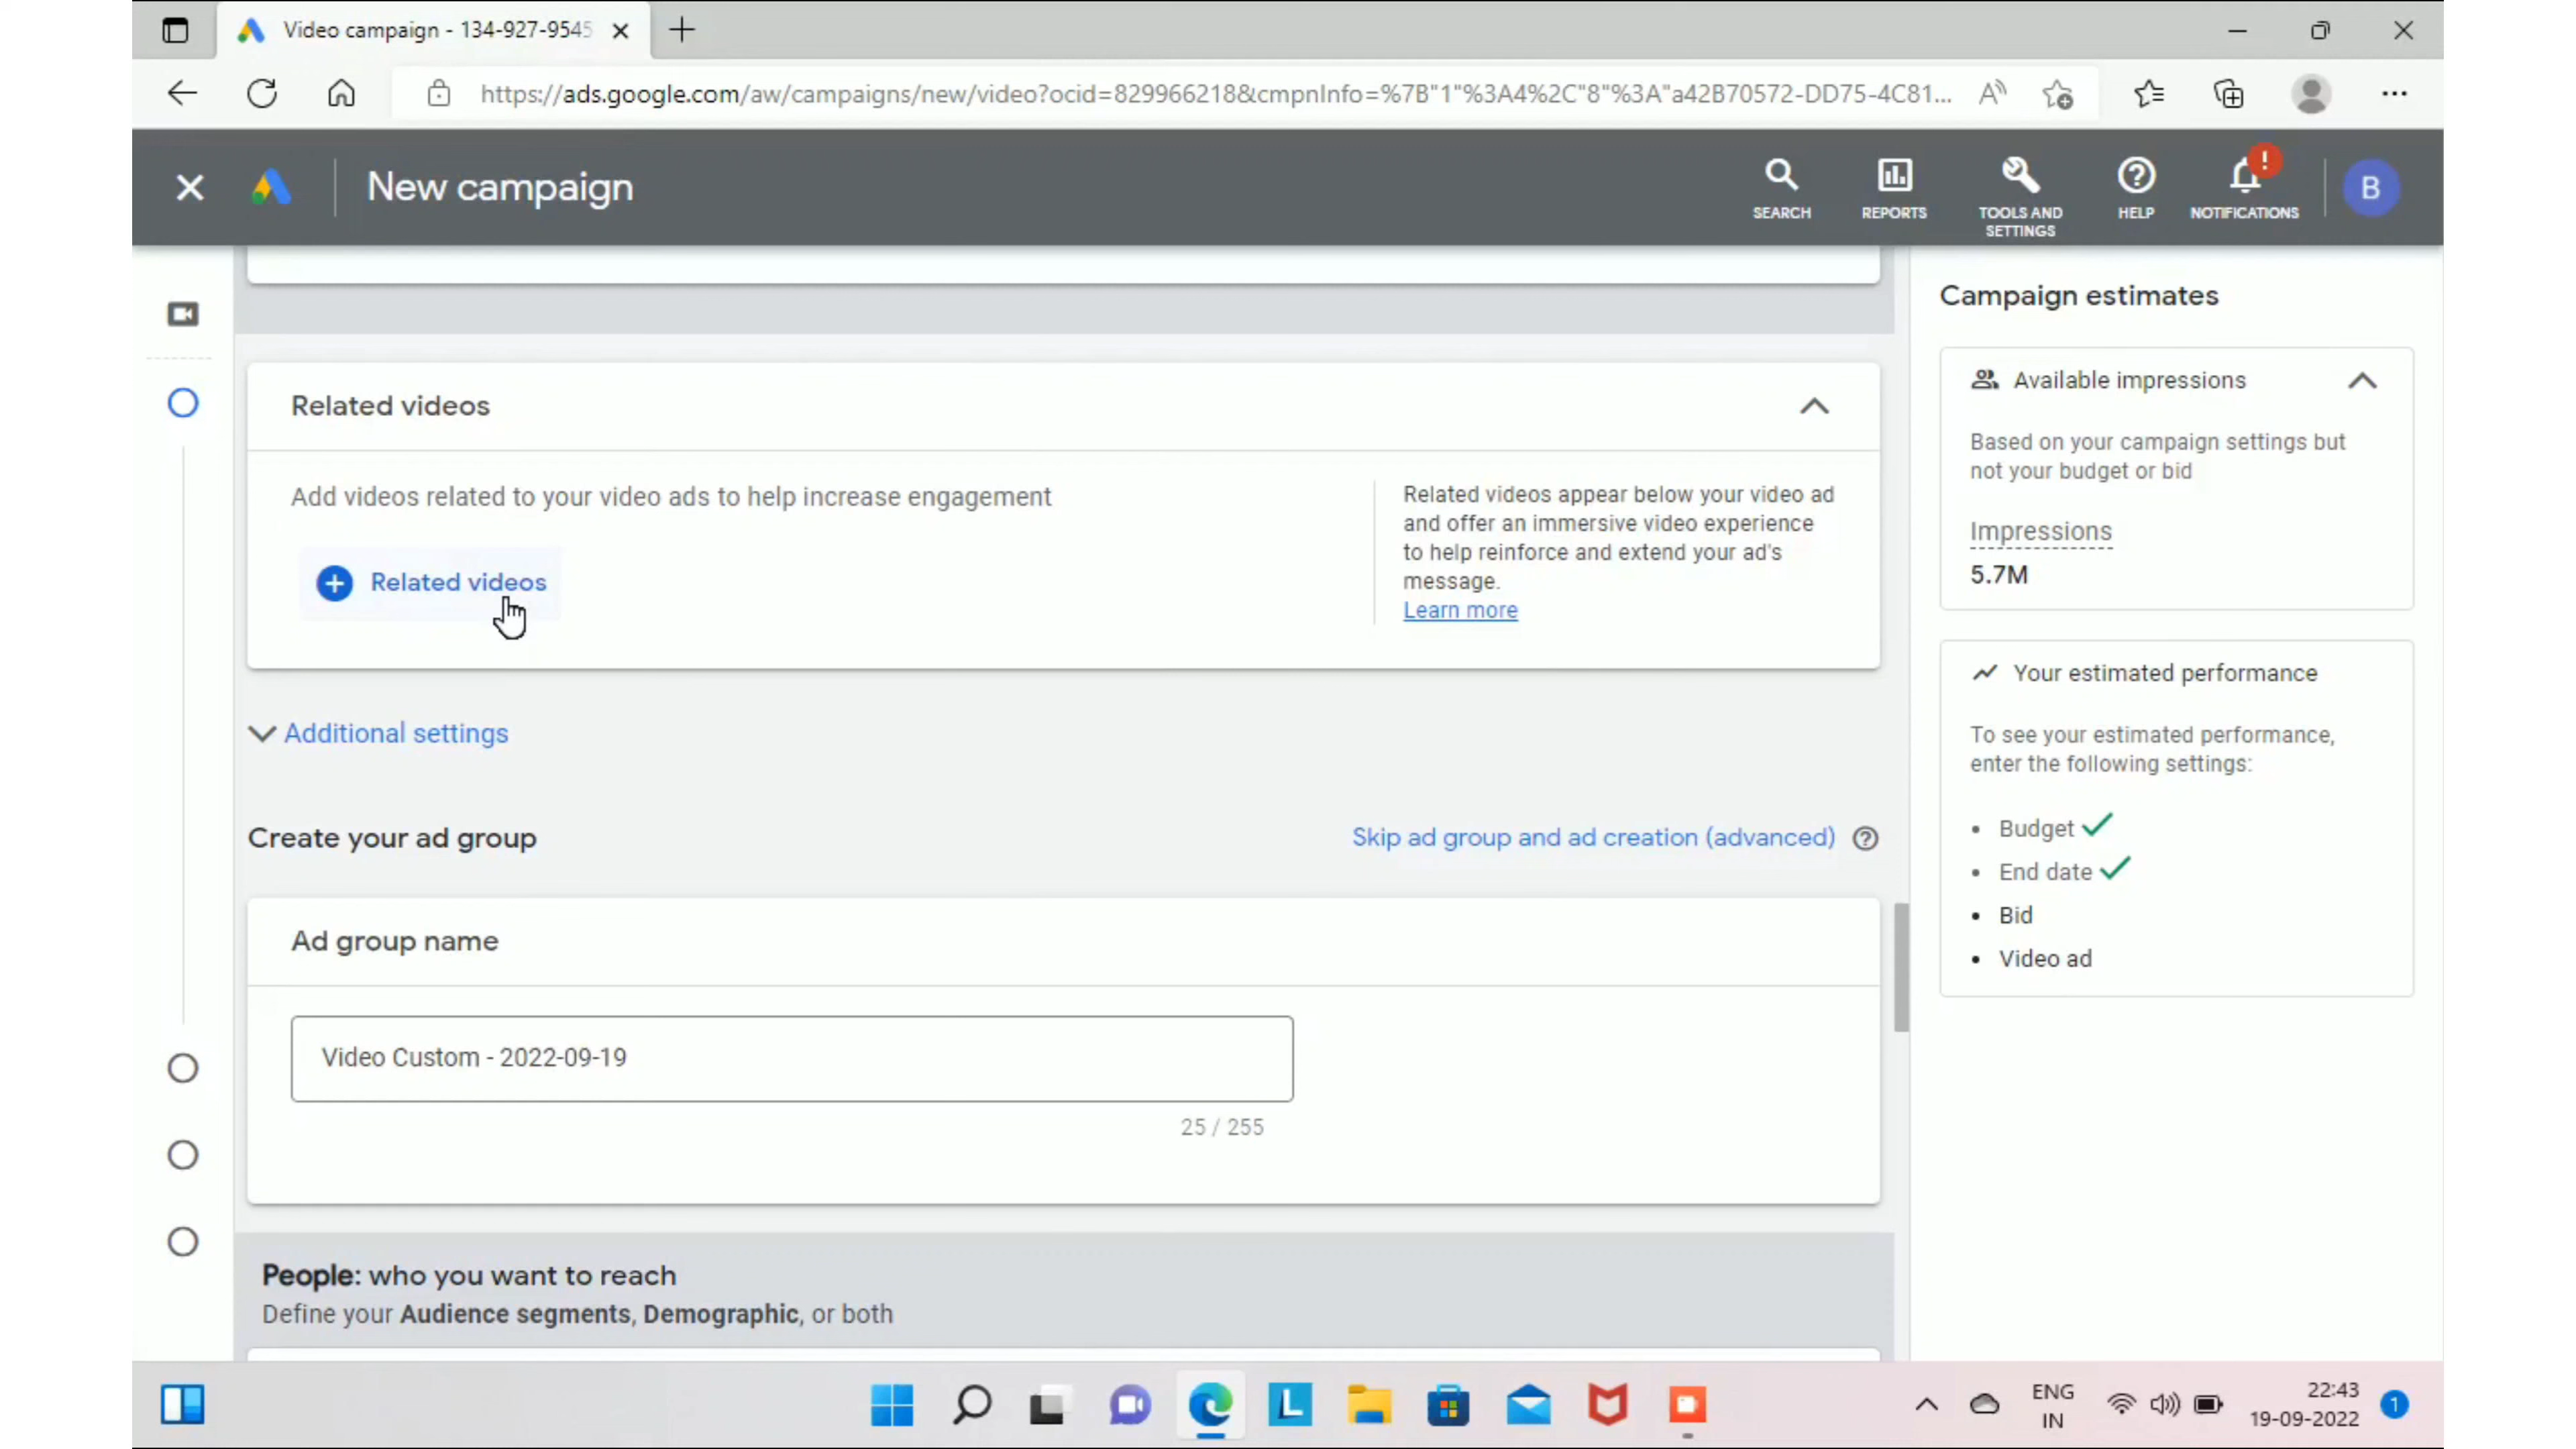 Video campaign - 134-927-9545
https://ads.google.com/aw/campaigns/new/video?ocid=829966218&cmpnInfo=%7B"1"%3A4%2C"8"%3A"a42B70572-DD75-4C81...
New campaign
SEARCH
REPORTS
TOOLS AND
SETTINGS
HELP
NOTIFICATIONS
!
B
Related videos
Add videos related to your video ads to help increase engagement
Related videos
Related videos appear below your video ad
and offer an immersive video experience
to help reinforce and extend your ad's
message.
Learn more
Additional settings
Create your ad group
Skip ad group and ad creation (advanced)
Ad group name
Video Custom - 2022-09-19
25 / 255
People: who you want to reach
Define your Audience segments, Demographic, or both
Campaign estimates
Available impressions
Based on your campaign settings but
not your budget or bid
Impressions
5.7M
Your estimated performance
To see your estimated performance,
enter the following settings:
• Budget
• End date
• Bid
• Video ad
L
ENG
IN
22:43
19-09-2022
1